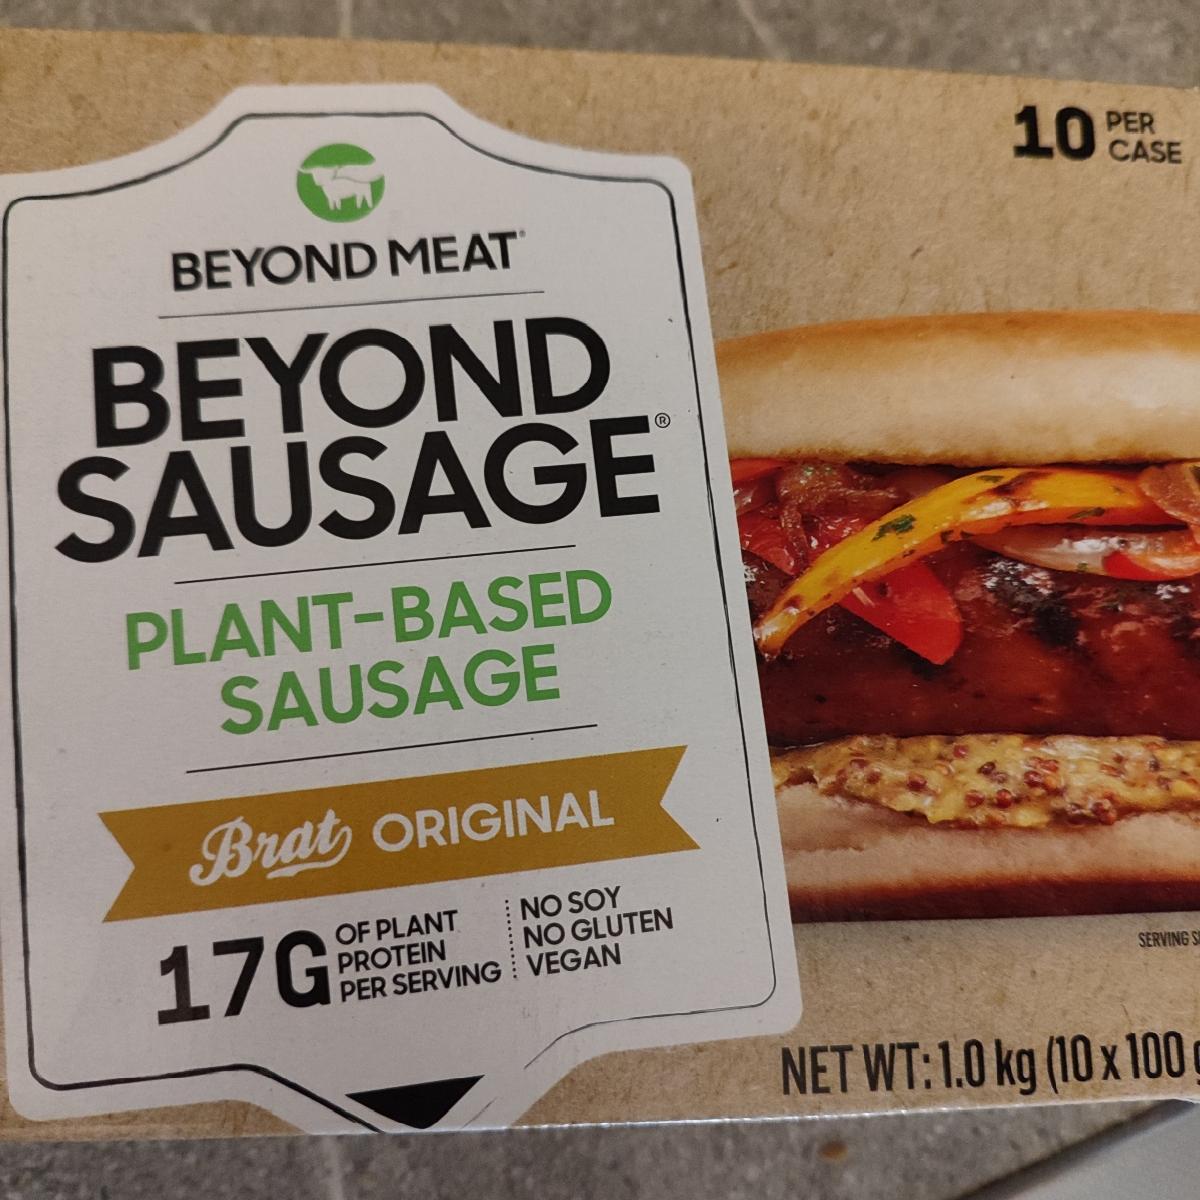 10 PER
CASE
BEYOND MEAT®
BEYOND
SAUSAGE®
PLANT-BASED
SAUSAGE
Brat ORIGINAL
17G OF PLANT
PROTEIN
PER SERVING
NO SOY
NO GLUTEN
VEGAN
SERVING
NET WT: 1.0 kg (10 x 100 g